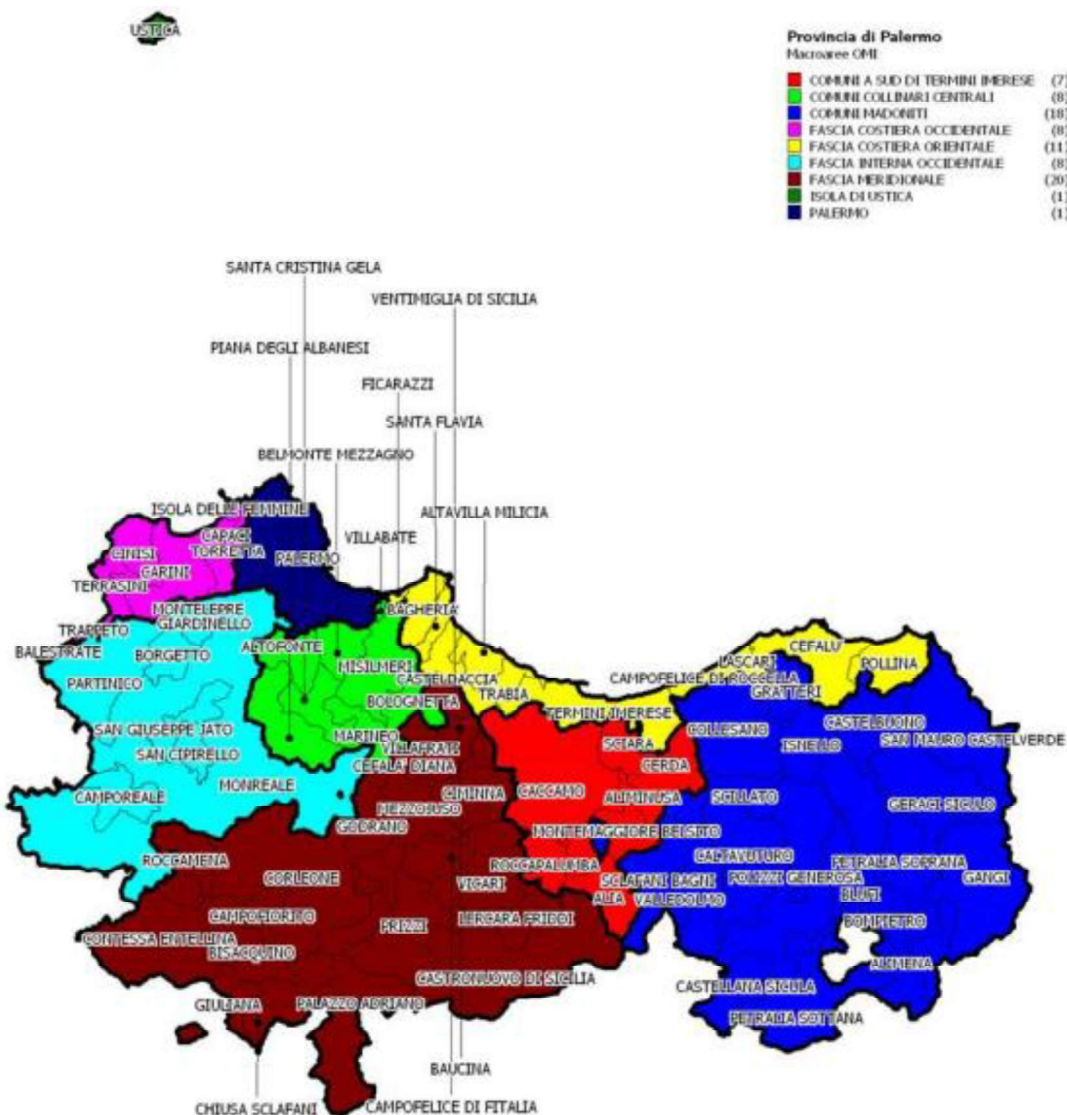 USTICA
Provincia di Palermo
Macroaree OMI
COMUNI A SUD DI TERMINI IMERESE (7)
COMUNI COLLINARI CENTRALI (8)
COMUNI MADONITI (18)
FASCIA COSTIERA OCCIDENTALE (8)
FASCIA COSTIERA ORIENTALE (11)
FASCIA INTERNA OCCIDENTALE (8)
FASCIA MERIDIONALE (20)
ISOLA DI USTICA (1)
PALERMO (1)
SANTA CRISTINA GELA
VENTIMIGLIA DI SICILIA
PIANA DEGLI ALBANESI
FICARAZZI
SANTA FLAVIA
BELMONTE MEZZAGNO
ISOLA DELLE FEMMINE
ALTAVILLA MILICIA
VILLABATE
CAPACI
CINISI
TORRETTA
PALERMO
CARINI
TERRASINI
MONTELEPRE
BAGHERIA
GIARDINELLO
TRAPPETO
BALESTRATE
BORGETTO
ALTOFONTE
MISILMERI
CEFALU'
LASCARI
POLLINA
PARTINICO
CASTELDACCIA
TRABIA
CAMPOFELICE DI ROCCELLA
GRATTERI
BOLOGNETTA
TERMINI IMERESE
SAN GIUSEPPE JATO
MARINEO
COLLESANO
CASTELBUONO
SAN CIPIRELLO
VILLAFRATI
SCIARA
ISNELLO
SAN MAURO CASTELVERDE
CEFALA' DIANA
CERDA
MONREALE
CAMPOREALE
CIMINNA
CACCAMO
ALIMINUSA
SCILLATO
GERACI SICULO
MEZZOJUSO
GODRANO
MONTEMAGGIORE BELSITO
ROCCAMENA
ROCCAPALUMBA
CALTAVUTURO
PETRALIA SOPRANA
CORLEONE
VICARI
SCLAFANI BAGNI
POLIZZI GENEROSA
GANGI
ALIA
VALLEDOLMO
BLUFI
CAMPOFIORITO
PRIZZI
LERCARA FRIDDI
BOMPIETRO
CONTESSA ENTELLINA
BISACQUINO
ALIMENA
CASTRONUOVO DI SICILIA
CASTELLANA SICULA
GIULIANA
PALAZZO ADRIANO
PETRALIA SOTTANA
BAUCINA
CHIUSA SCLAFANI
CAMPOFELICE DI FITALIA